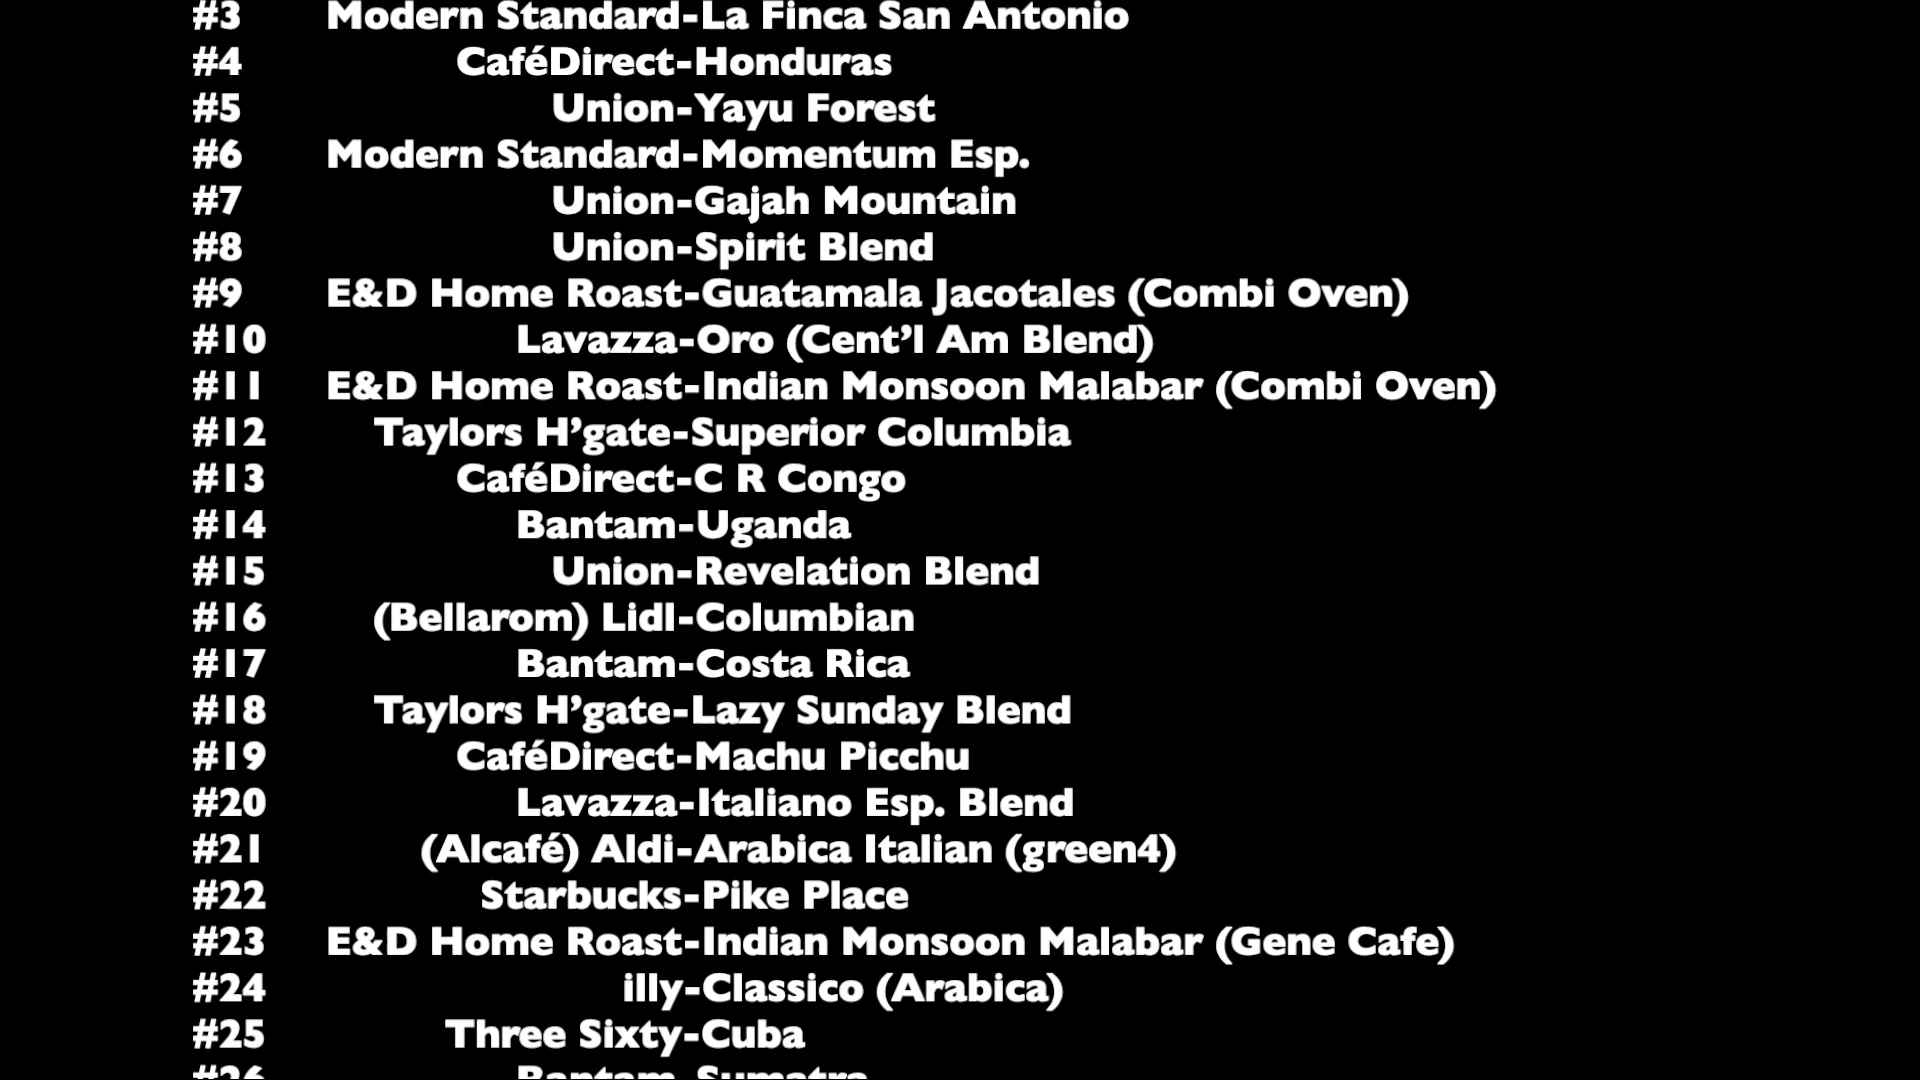 #3 Modern Standard-La Finca San Antonio
#4 CaféDirect-Honduras
#5 Union-Yayu Forest
#6 Modern Standard-Momentum Esp.
#7 Union-Gajah Mountain
#8 Union-Spirit Blend
#9 E&D Home Roast-Guatamala Jacotales (Combi Oven)
#10 Lavazza-Oro (Cent’l Am Blend)
#11 E&D Home Roast-Indian Monsoon Malabar (Combi Oven)
#12 Taylors H’gate-Superior Columbia
#13 CaféDirect-C R Congo
#14 Bantam-Uganda
#15 Union-Revelation Blend
#16 (Bellarom) Lidl-Columbian
#17 Bantam-Costa Rica
#18 Taylors H’gate-Lazy Sunday Blend
#19 CaféDirect-Machu Picchu
#20 Lavazza-Italiano Esp. Blend
#21 (Alcafé) Aldi-Arabica Italian (green4)
#22 Starbucks-Pike Place
#23 E&D Home Roast-Indian Monsoon Malabar (Gene Cafe)
#24 illy-Classico (Arabica)
#25 Three Sixty-Cuba
#26 Bantam-Sumatra